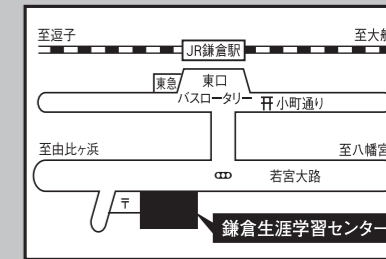 至逗子
至大船
JR鎌倉駅
東急
東口
バスロータリー
小町通り
至由比ヶ浜
至八幡宮
若宮大路
〒
鎌倉生涯学習センター